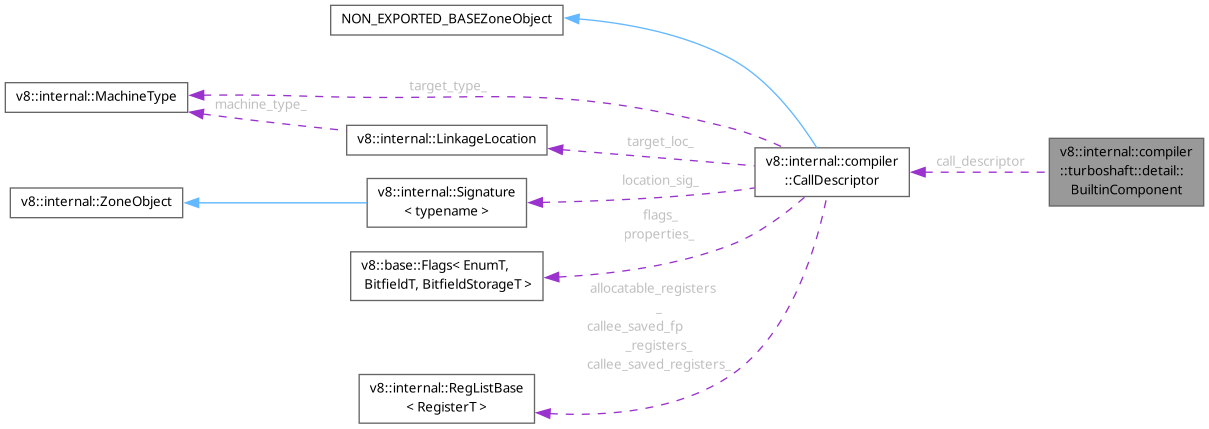 NON_EXPORTED_BASEZoneObject
target_type_
v8::internal::MachineType
machine_type_
v8::internal::LinkageLocation
target_loc_
v8::internal::compiler
::CallDescriptor
call_descriptor
v8::internal::compiler
::turboshaft::detail::
BuiltinComponent
v8::internal::ZoneObject
v8::internal::Signature
< typename >
location_sig_
flags_
properties_
v8::base::Flags< EnumT,
BitfieldT, BitfieldStorageT >
allocatable_registers
_
callee_saved_fp
_registers_
callee_saved_registers_
v8::internal::RegListBase
< RegisterT >